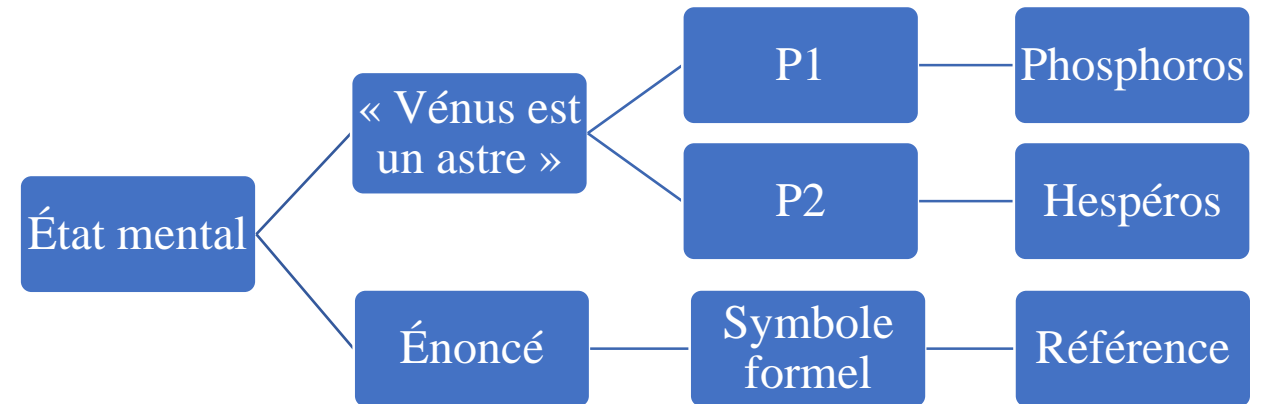 P1
Phosphoros
« Vénus est
un astre »
P2
Hespéros
État mental
Énoncé
Symbole
formel
Référence